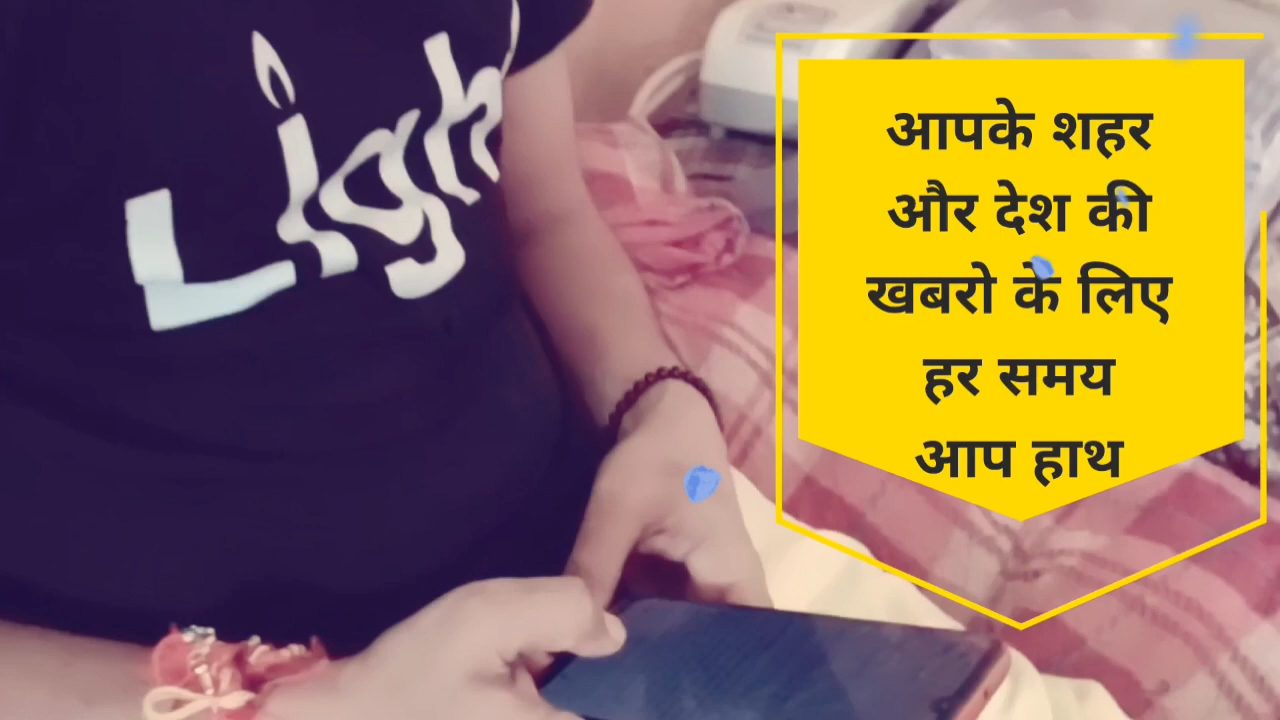 Ligh
आपके शहर
और देश की
खबरो के लिए
हर समय
आप हाथ